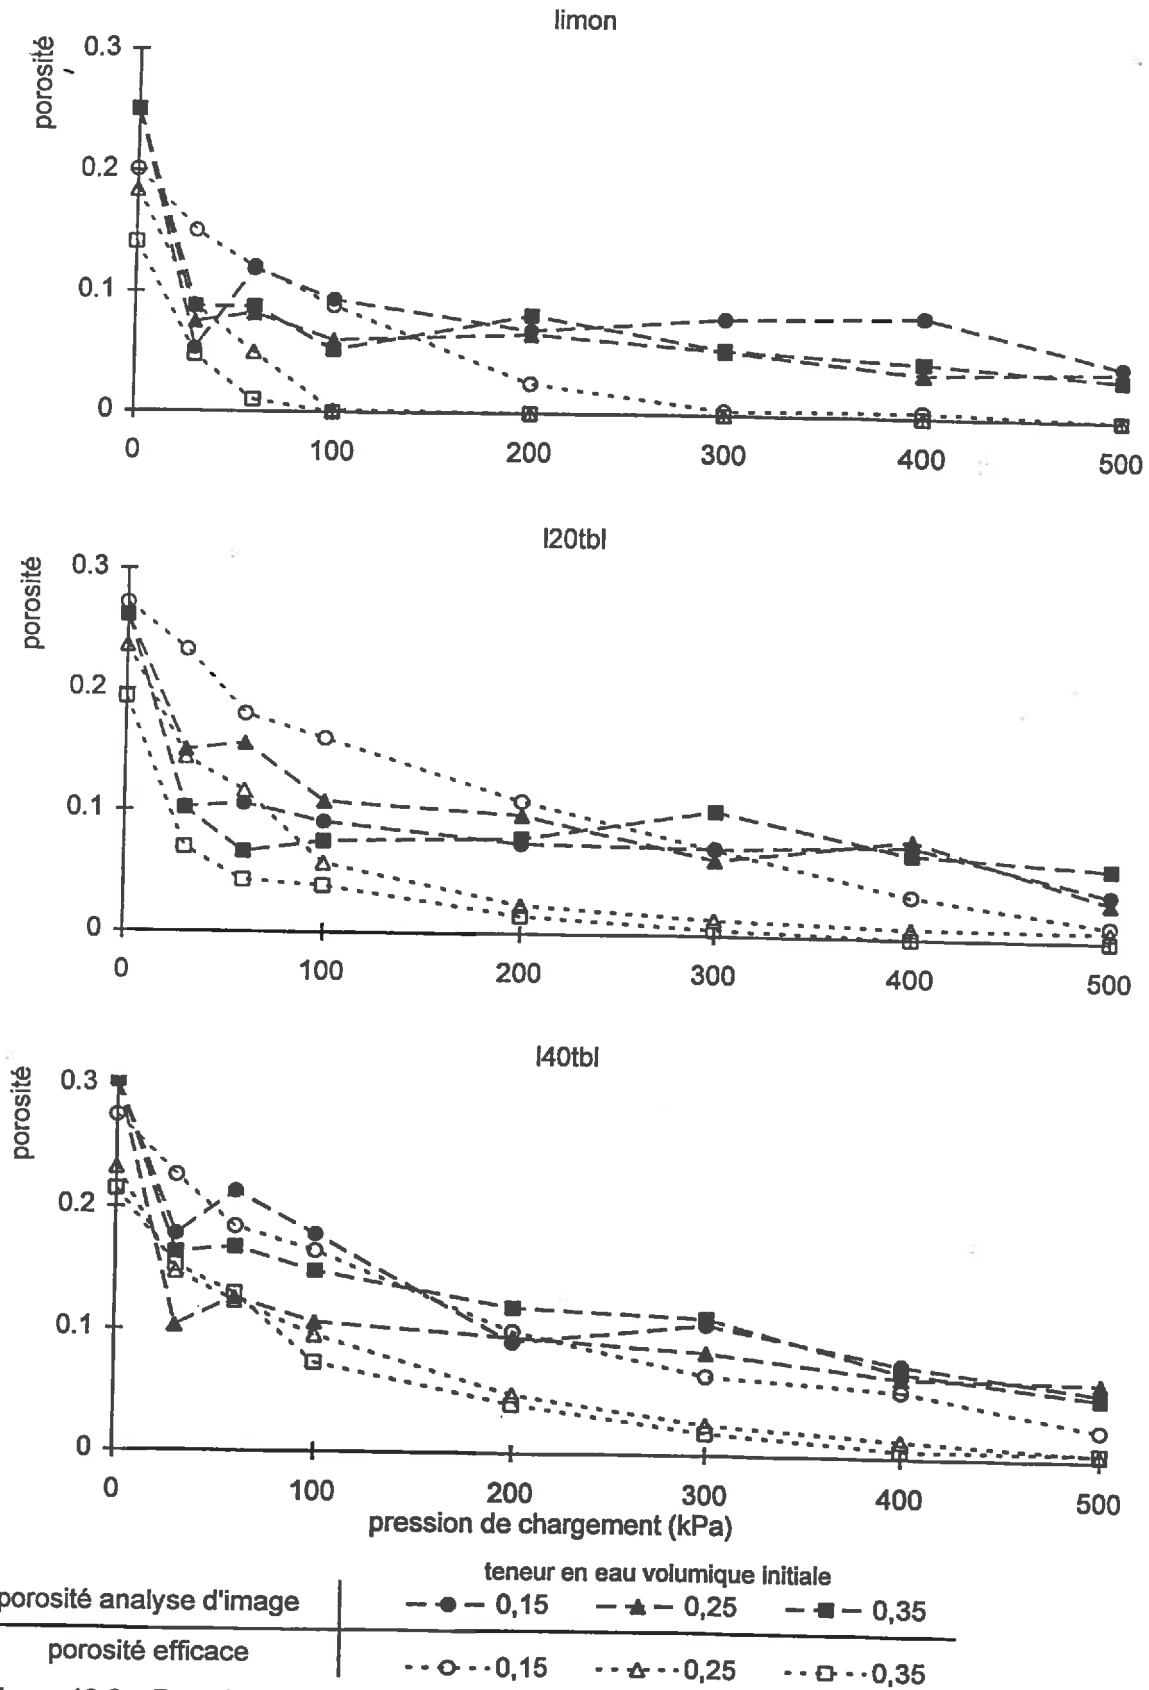 limon
porosité
0.3
0.2
0.1
0
0 100 200 300 400 500
l20tbl
porosité
0.3
0.2
0.1
0
0 100 200 300 400 500
l40tbl
porosité
0.3
0.2
0.1
0
0 100 200 300 400 500
pression de chargement (kPa)
teneur en eau volumique initiale
porosité analyse d'image 0,15 0,25 0,35
porosité efficace 0,15 0,25 0,35